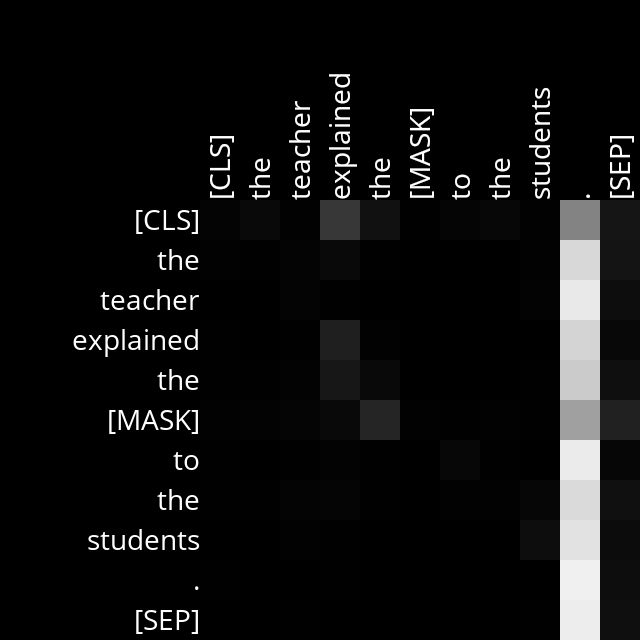 [CLS] the teacher explained the [MASK] to the students . [SEP]
[CLS]
the
teacher
explained
the
[MASK]
to
the
students
.
[SEP]